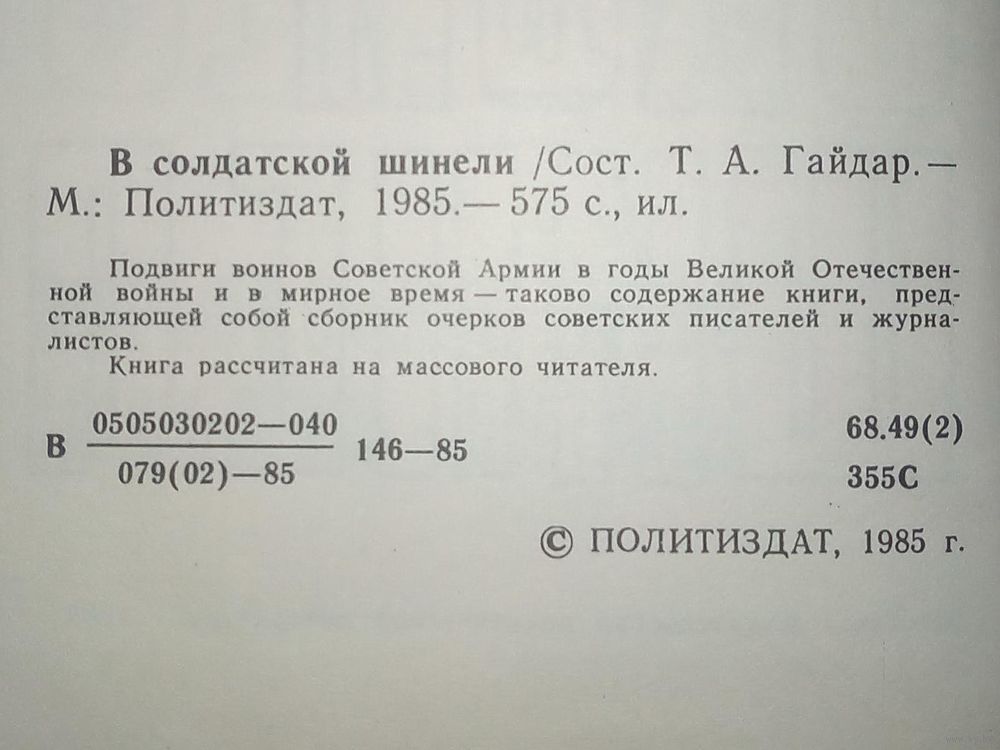 В солдатской шинели /Сост. Т. А. Гайдар.—
М.: Политиздат, 1985.— 575 с., ил.
Подвиги воинов Советской Армии в годы Великой Отечествен-
ной войны и в мирное время — таково содержание книги, пред-
ставляющей собой сборник очерков советских писателей и журна-
листов.
Книга рассчитана на массового читателя.
0505030202—040
В 146—85
079(02)—85
68.49(2)
355С
© ПОЛИТИЗДАТ, 1985 г.